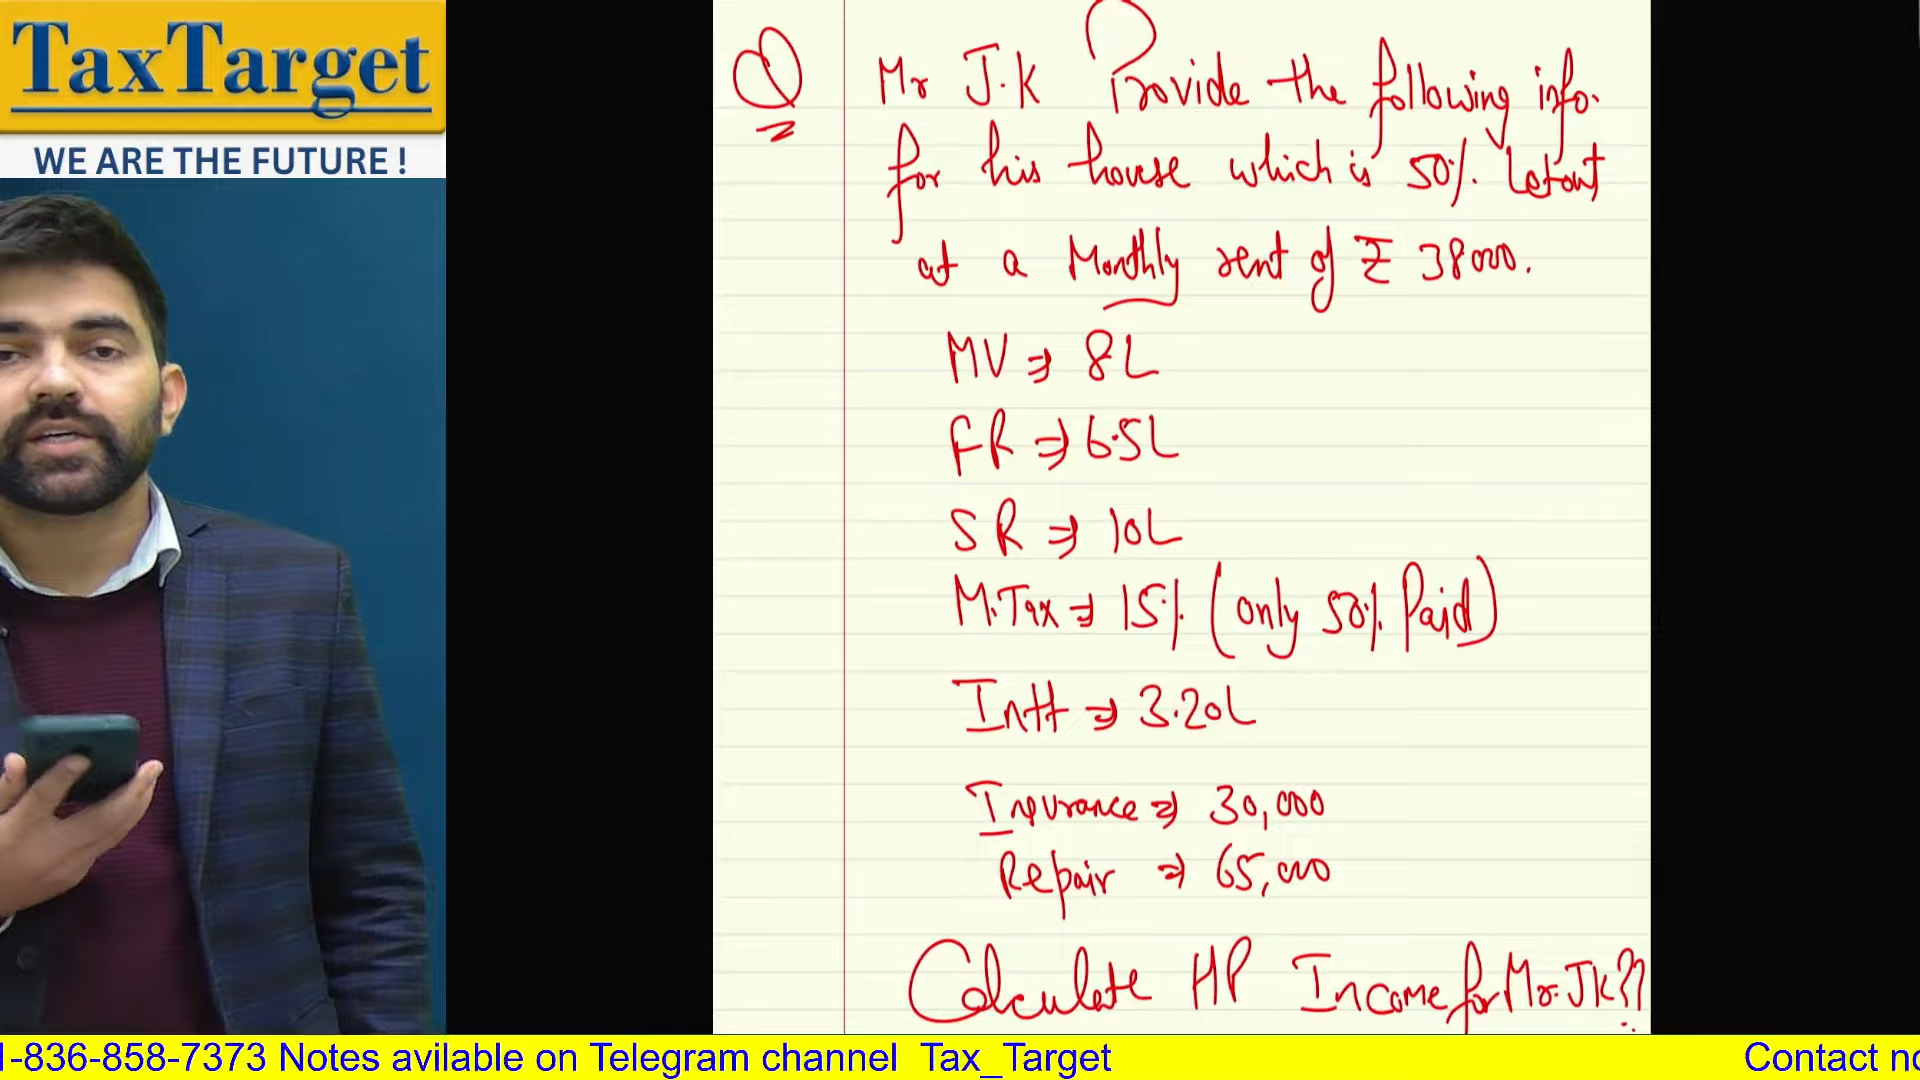 TaxTarget
WE ARE THE FUTURE !
Q
Mr J.K Provide the following info.
for his house which is 50%. Letout
at a Monthly rent of ₹ 38000.
MV ⇒ 8L
FR ⇒ 6.5L
SR ⇒ 10L
M.Tax ⇒ 15% (only 50% Paid)
Intt ⇒ 3.20L
Insurance ⇒ 30,000
Repair ⇒ 65,000
Calculate HP Income for Mr. JK??
1-836-858-7373 Notes avilable on Telegram channel Tax_Target
Contact no